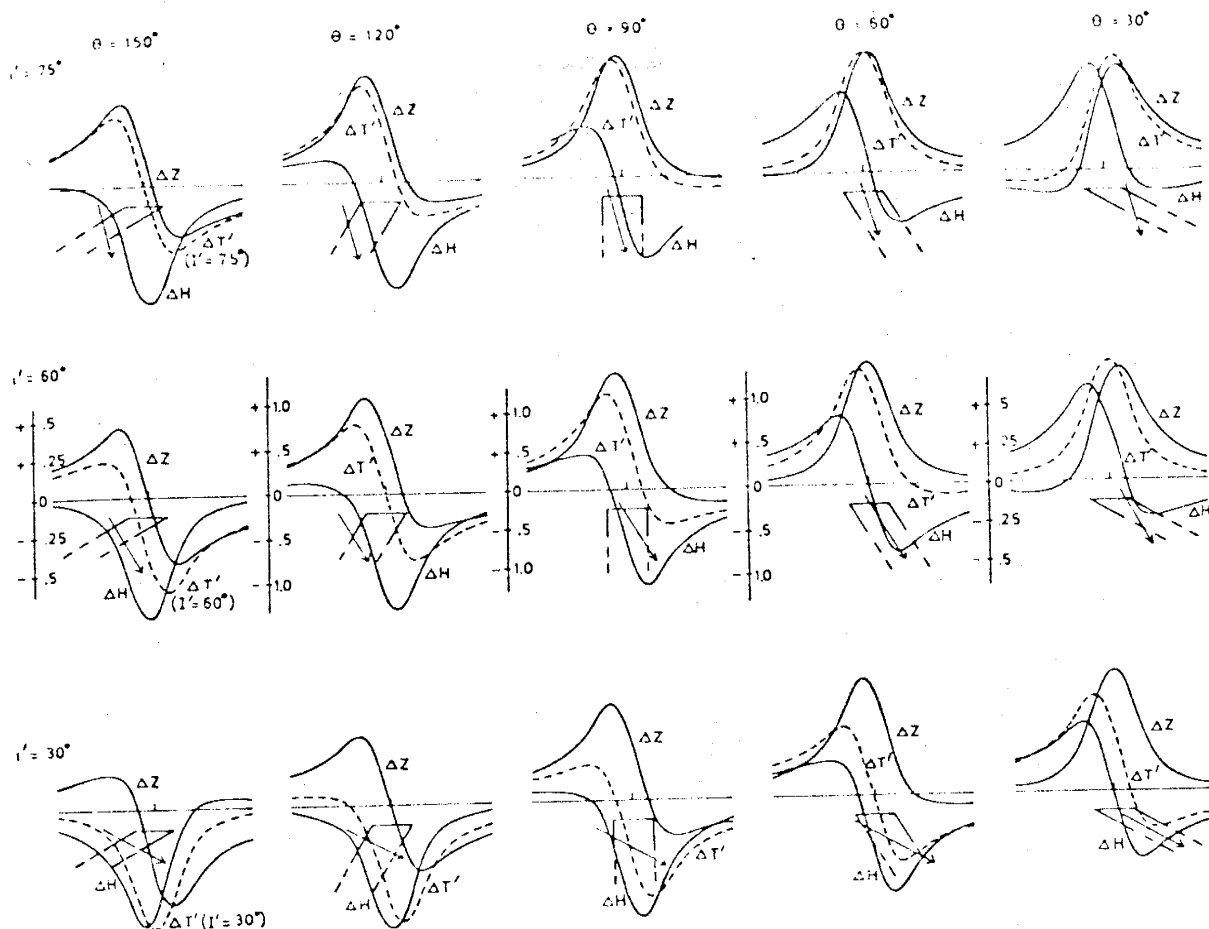 Θ = 150° Θ = 120° Θ = 90° Θ = 60° Θ = 30°
I' = 75°
ΔZ ΔT' (I'=75°) ΔH
ΔZ ΔT' ΔH
ΔZ ΔT' ΔH
ΔZ ΔT' ΔH
ΔZ ΔT' ΔH
I' = 60°
+ .5 + .25 0 - .25 - .5 ΔZ ΔH ΔT' (I'=60°)
+ 1.0 + .5 0 - .5 - 1.0 ΔZ ΔT' ΔH
+ 1.0 + .5 0 - .5 - 1.0 ΔZ ΔT' ΔH
+ 1.0 + .5 0 - .5 - 1.0 ΔZ ΔT' ΔH
+ .5 + .25 0 - .25 - .5 ΔZ ΔT' ΔH
I' = 30°
ΔZ ΔH ΔT' (I'=30°)
ΔZ ΔH ΔT'
ΔZ ΔT' ΔH
ΔZ ΔT' ΔH
ΔZ ΔT' ΔH